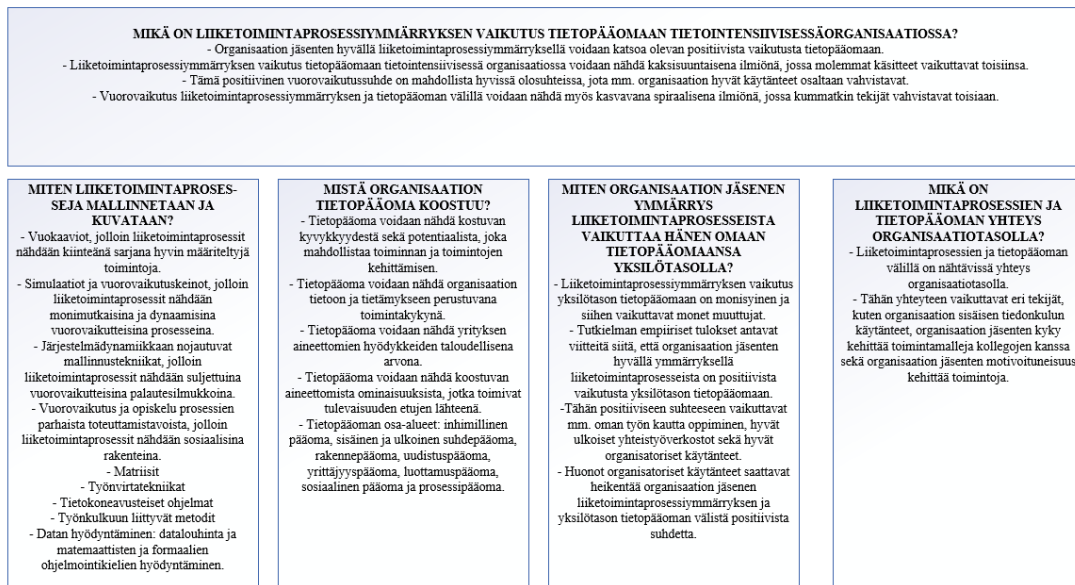 MIKÄ ON LIIKETOIMINTAPROSESSIYMMÄRRYKSEN VAIKUTUS TIETOPÄÄOMAAN TIETOINTENSIIVISESSÄORGANISAATIOSSA?
- Organisaation jäsenten hyvällä liiketoimintaprosessiymmärryksellä voidaan katsoa olevan positiivista vaikutusta tietopääomaan.
- Liiketoimintaprosessiymmärryksen vaikutus tietopääomaan tietointensiivisessä organisaatiossa voidaan nähdä kaksisuuntaisena ilmiönä, jossa molemmat käsitteet vaikuttavat toisiinsa.
- Tämä positiivinen vuorovaikutussuhde on mahdollista hyvissä olosuhteissa, jota mm. organisaation hyvät käytänteet osaltaan vahvistavat.
- Vuorovaikutus liiketoimintaprosessiymmärryksen ja tietopääoman välillä voidaan nähdä myös kasvavana spiraalisena ilmiönä, jossa kummatkin tekijät vahvistavat toisiaan.
MITEN LIIKETOIMINTAPROSES-
SEJA MALLINNETAAN JA
KUVATAAN?
- Vuokaaviot, jolloin liiketoimintaprosessit
nähdään kiinteänä sarjana hyvin määriteltyjä
toimintoja.
- Simulaatiot ja vuorovaikutuskeinot, jolloin
liiketoimintaprosessit nähdään
monimutkaisina ja dynaamisina
vuorovaikutteisina prosesseina.
- Järjestelmädynamiikkaan nojautuvat
mallinnustekniikat, jolloin
liiketoimintaprosessit nähdään suljettuina
vuorovaikutteisina palautesilmukkoina.
- Vuorovaikutus ja opiskelu prosessien
parhaista toteuttamistavoista, jolloin
liiketoimintaprosessit nähdään sosiaalisina
rakenteina.
- Matriisit
- Työnvirtatekniikat
- Tietokoneavusteiset ohjelmat
- Työnkulkuun liittyvät metodit
- Datan hyödyntäminen: datalouhinta ja
matemaattisten ja formaalien
ohjelmointikielien hyödyntäminen.
MISTÄ ORGANISAATION
TIETOPÄÄOMA KOOSTUU?
- Tietopääoma voidaan nähdä kostuvan
kyvykkyydestä sekä potentiaalista, joka
mahdollistaa toiminnan ja toimintojen
kehittämisen.
- Tietopääoma voidaan nähdä organisaation
tietoon ja tietämykseen perustuvana
toimintakykynä.
- Tietopääoma voidaan nähdä yrityksen
aineettomien hyödykkeiden taloudellisena
arvona.
- Tietopääoma voidaan nähdä koostuvan
aineettomista ominaisuuksista, jotka toimivat
tulevaisuuden etujen lähteenä.
- Tietopääoman osa-alueet: inhimillinen
pääoma, sisäinen ja ulkoinen suhdepääoma,
rakennepääoma, uudistuspääoma,
yrittäjyyspääoma, luottamuspääoma,
sosiaalinen pääoma ja prosessipääoma.
MITEN ORGANISAATION JÄSENEN
YMMÄRRYS
LIIKETOIMINTAPROSESSEISTA
VAIKUTTAA HÄNEN OMAAN
TIETOPÄÄOMAANSA
YKSILÖTASOLLA?
- Liiketoimintaprosessiymmärryksen vaikutus
yksilötason tietopääomaan on monisyinen ja
siihen vaikuttavat monet muuttujat.
- Tutkielman empiiriset tulokset antavat
viitteitä siitä, että organisaation jäsenten
hyvällä ymmärryksellä
liiketoimintaprosesseista on positiivista
vaikutusta yksilötason tietopääomaan.
-Tähän positiiviseen suhteeseen vaikuttavat
mm. oman työn kautta oppiminen, hyvät
ulkoiset yhteistyöverkostot sekä hyvät
organisatoriset käytänteet.
- Huonot organisatoriset käytänteet saattavat
heikentää organisaation jäsenen
liiketoimintaprosessiymmärryksen ja
yksilötason tietopääoman välistä positiivista
suhdetta.
MIKÄ ON
LIIKETOIMINTAPROSESSIEN JA
TIETOPÄÄOMAN YHTEYS
ORGANISAATIOTASOLLA?
- Liiketoimintaprosessien ja tietopääoman
välillä on nähtävissä yhteys
organisaatiotasolla.
- Tähän yhteyteen vaikuttavat eri tekijät,
kuten organisaation sisäisen tiedonkulun
käytänteet, organisaation jäsenten kyky
kehittää toimintamalleja kollegojen kanssa
sekä organisaation jäsenten motivoituneisuus
kehittää toimintoja.